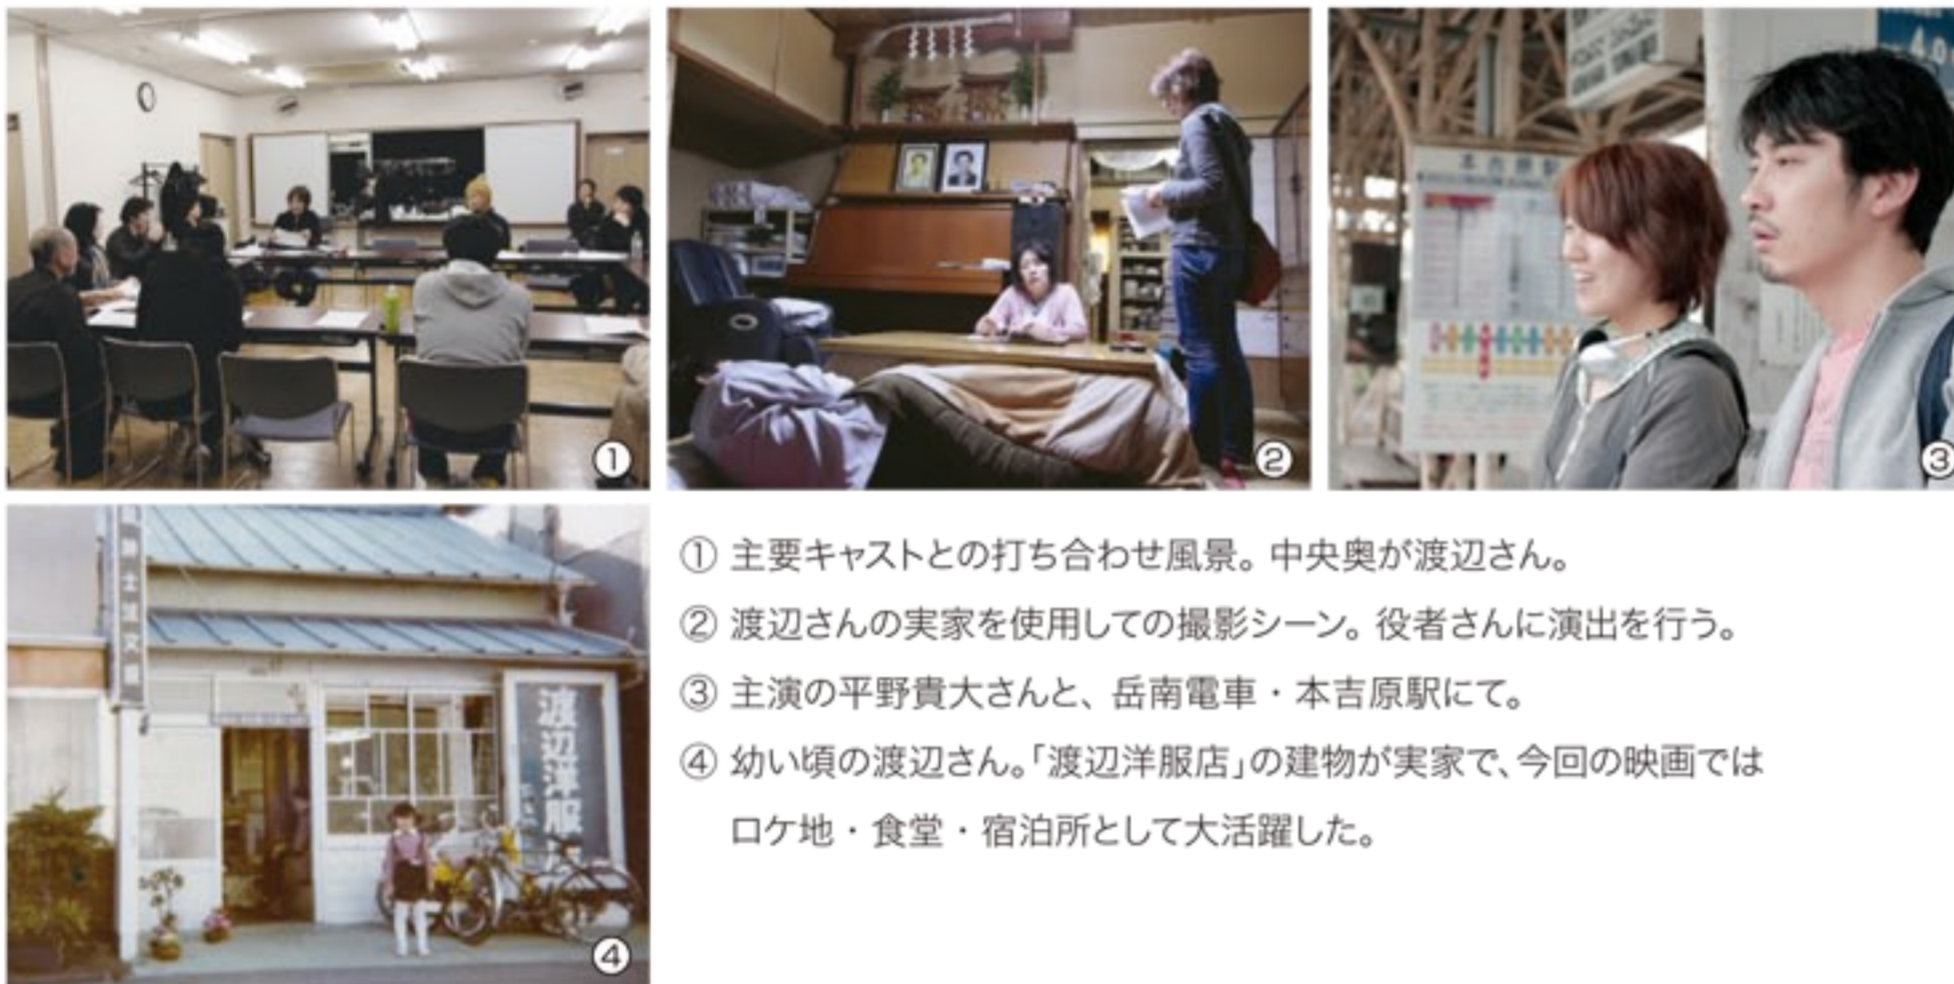 ①
②
③
4.0
渡辺洋服
④
① 主要キャストとの打ち合わせ風景。中央奥が渡辺さん。
② 渡辺さんの実家を使用しての撮影シーン。役者さんに演出を行う。
③ 主演の平野貴大さんと、岳南電車・本吉原駅にて。
④ 幼い頃の渡辺さん。「渡辺洋服店」の建物が実家で、今回の映画では
ロケ地・食堂・宿泊所として大活躍した。